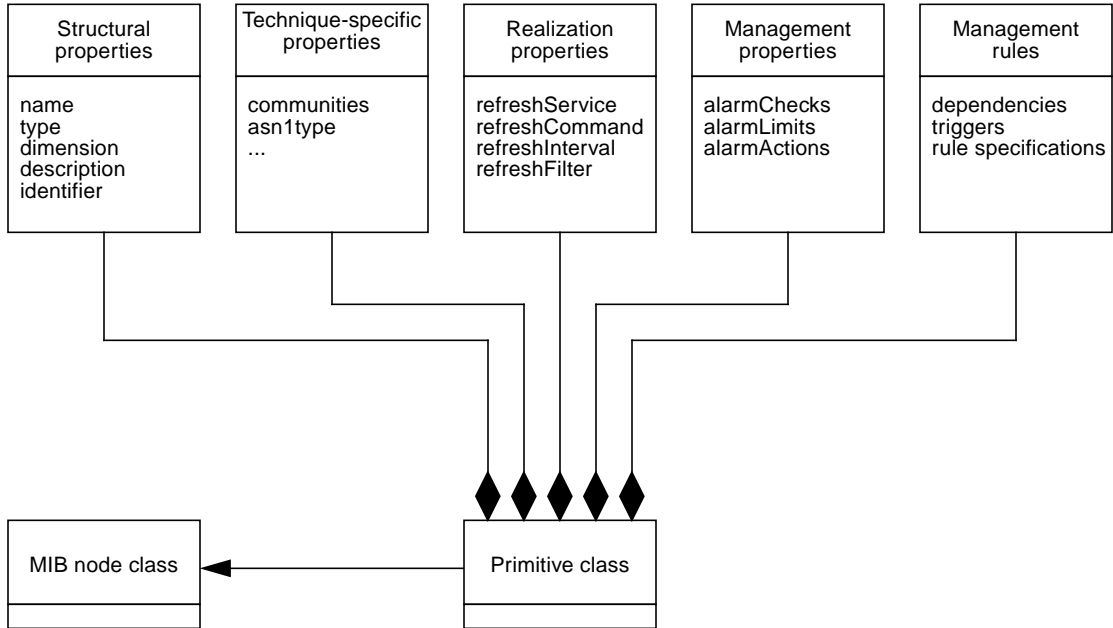 Structural
properties
name
type
dimension
description
identifier
Technique-specific
properties
communities
asn1type
...
Realization
properties
refreshService
refreshCommand
refreshInterval
refreshFilter
Management
properties
alarmChecks
alarmLimits
alarmActions
Management
rules
dependencies
triggers
rule specifications
MIB node class
Primitive class